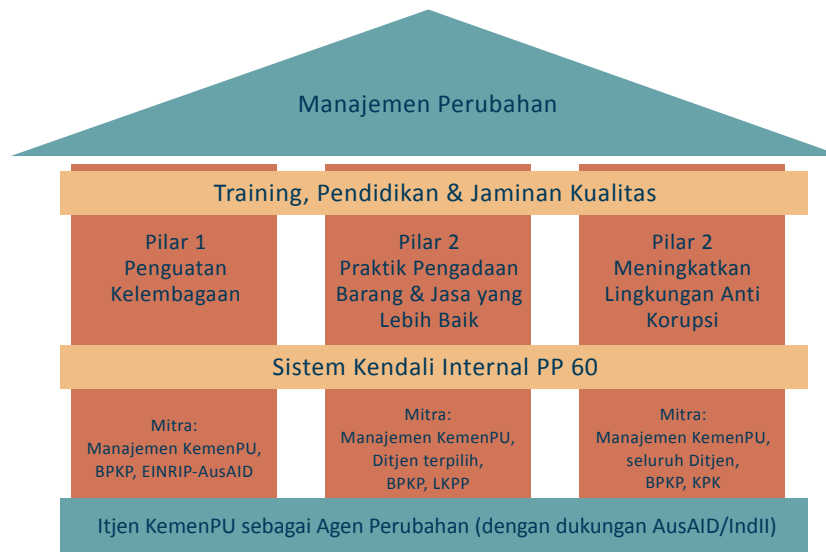 Manajemen Perubahan
Training, Pendidikan & Jaminan Kualitas
Pilar 1
Penguatan
Kelembagaan
Pilar 2
Praktik Pengadaan
Barang & Jasa yang
Lebih Baik
Pilar 2
Meningkatkan
Lingkungan Anti
Korupsi
Sistem Kendali Internal PP 60
Mitra:
Manajemen KemenPU,
BPKP, EINRIP-AusAID
Mitra:
Manajemen KemenPU,
Ditjen terpilih,
BPKP, LKPP
Mitra:
Manajemen KemenPU,
seluruh Ditjen,
BPKP, KPK
Itjen KemenPU sebagai Agen Perubahan (dengan dukungan AusAID/IndII)